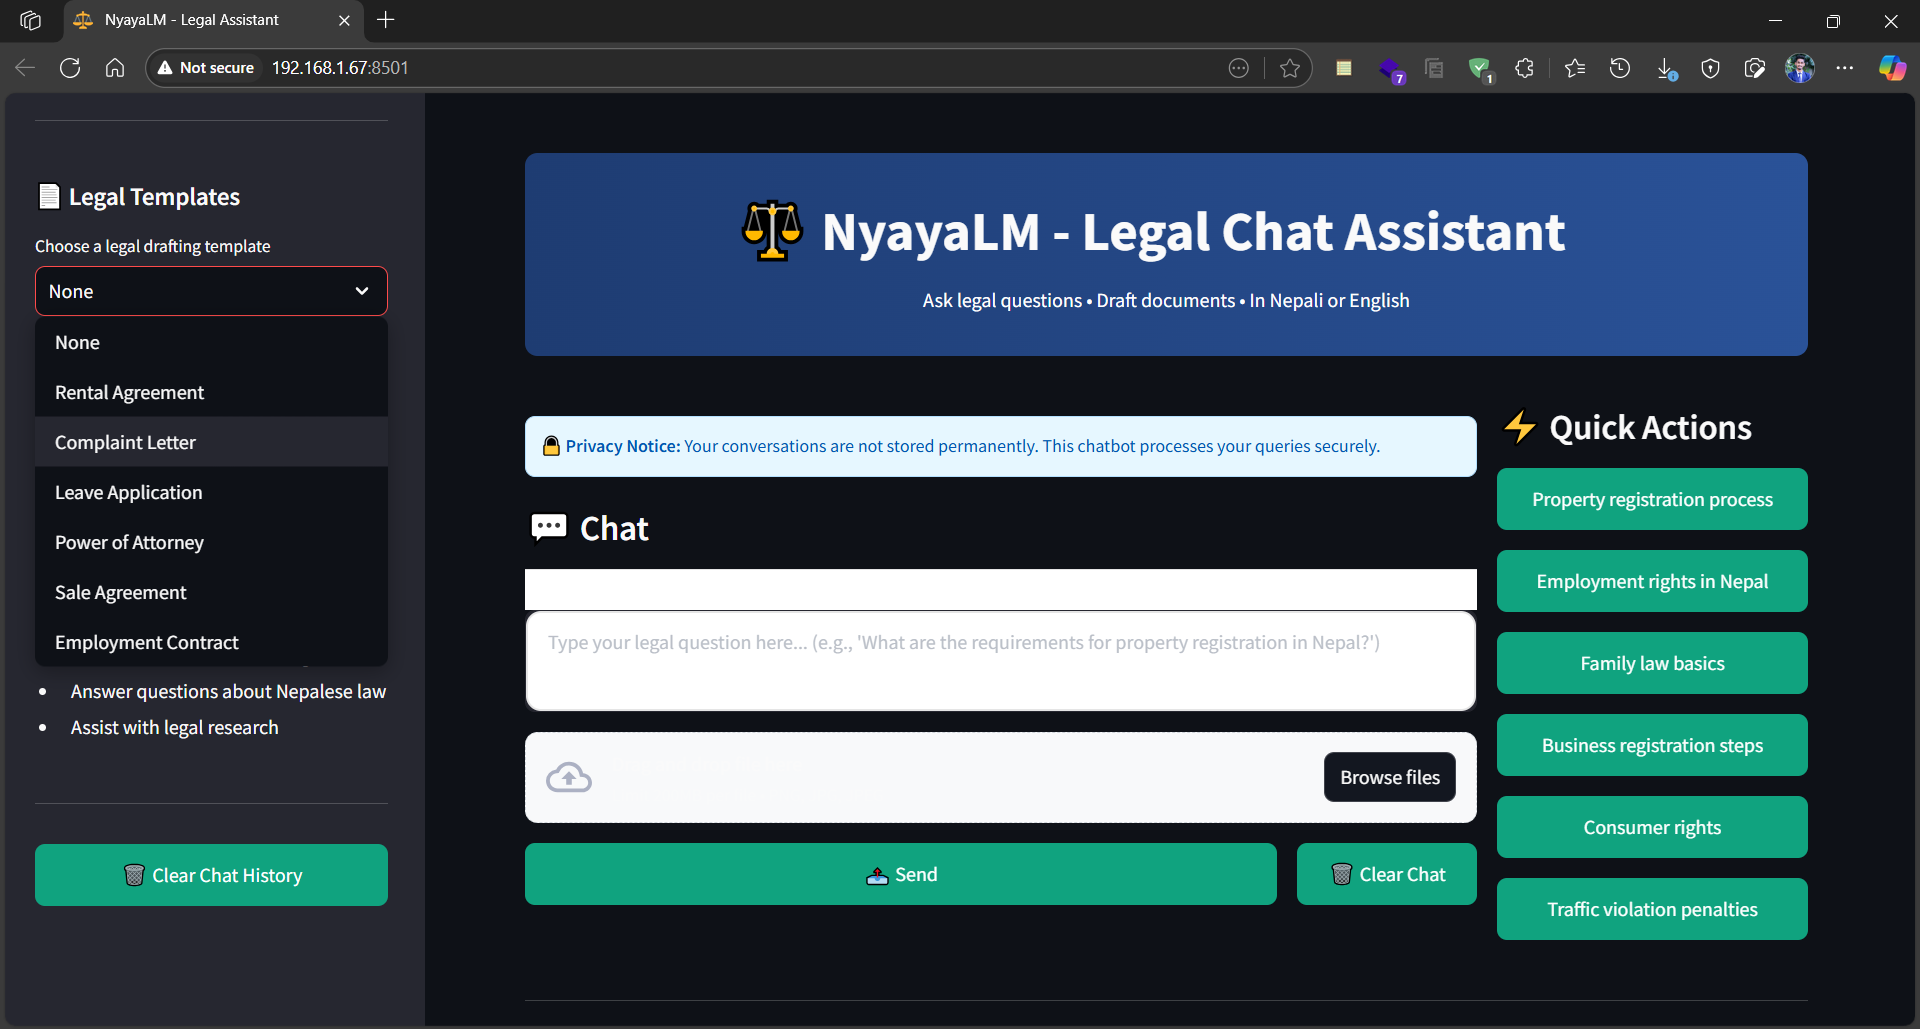 NyayaLM - Legal Assistant
Not secure 192.168.1.67:8501
7
1
Legal Templates
Choose a legal drafting template
None
None
Rental Agreement
Complaint Letter
Leave Application
Power of Attorney
Sale Agreement
Employment Contract
• Answer questions about Nepalese law
• Assist with legal research
Clear Chat History
NyayaLM - Legal Chat Assistant
Ask legal questions • Draft documents • In Nepali or English
Privacy Notice: Your conversations are not stored permanently. This chatbot processes your queries securely.
Chat
Type your legal question here... (e.g., 'What are the requirements for property registration in Nepal?')
Browse files
Send
Clear Chat
Quick Actions
Property registration process
Employment rights in Nepal
Family law basics
Business registration steps
Consumer rights
Traffic violation penalties